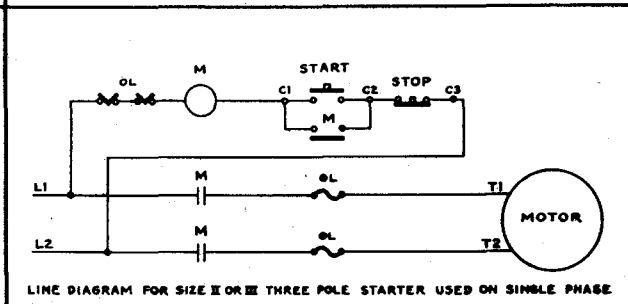 OL M START STOP
C1 C2 C3
M
L1 M OL T1
MOTOR
L2 M OL T2
LINE DIAGRAM FOR SIZE II OR III THREE POLE STARTER USED ON SINGLE PHASE